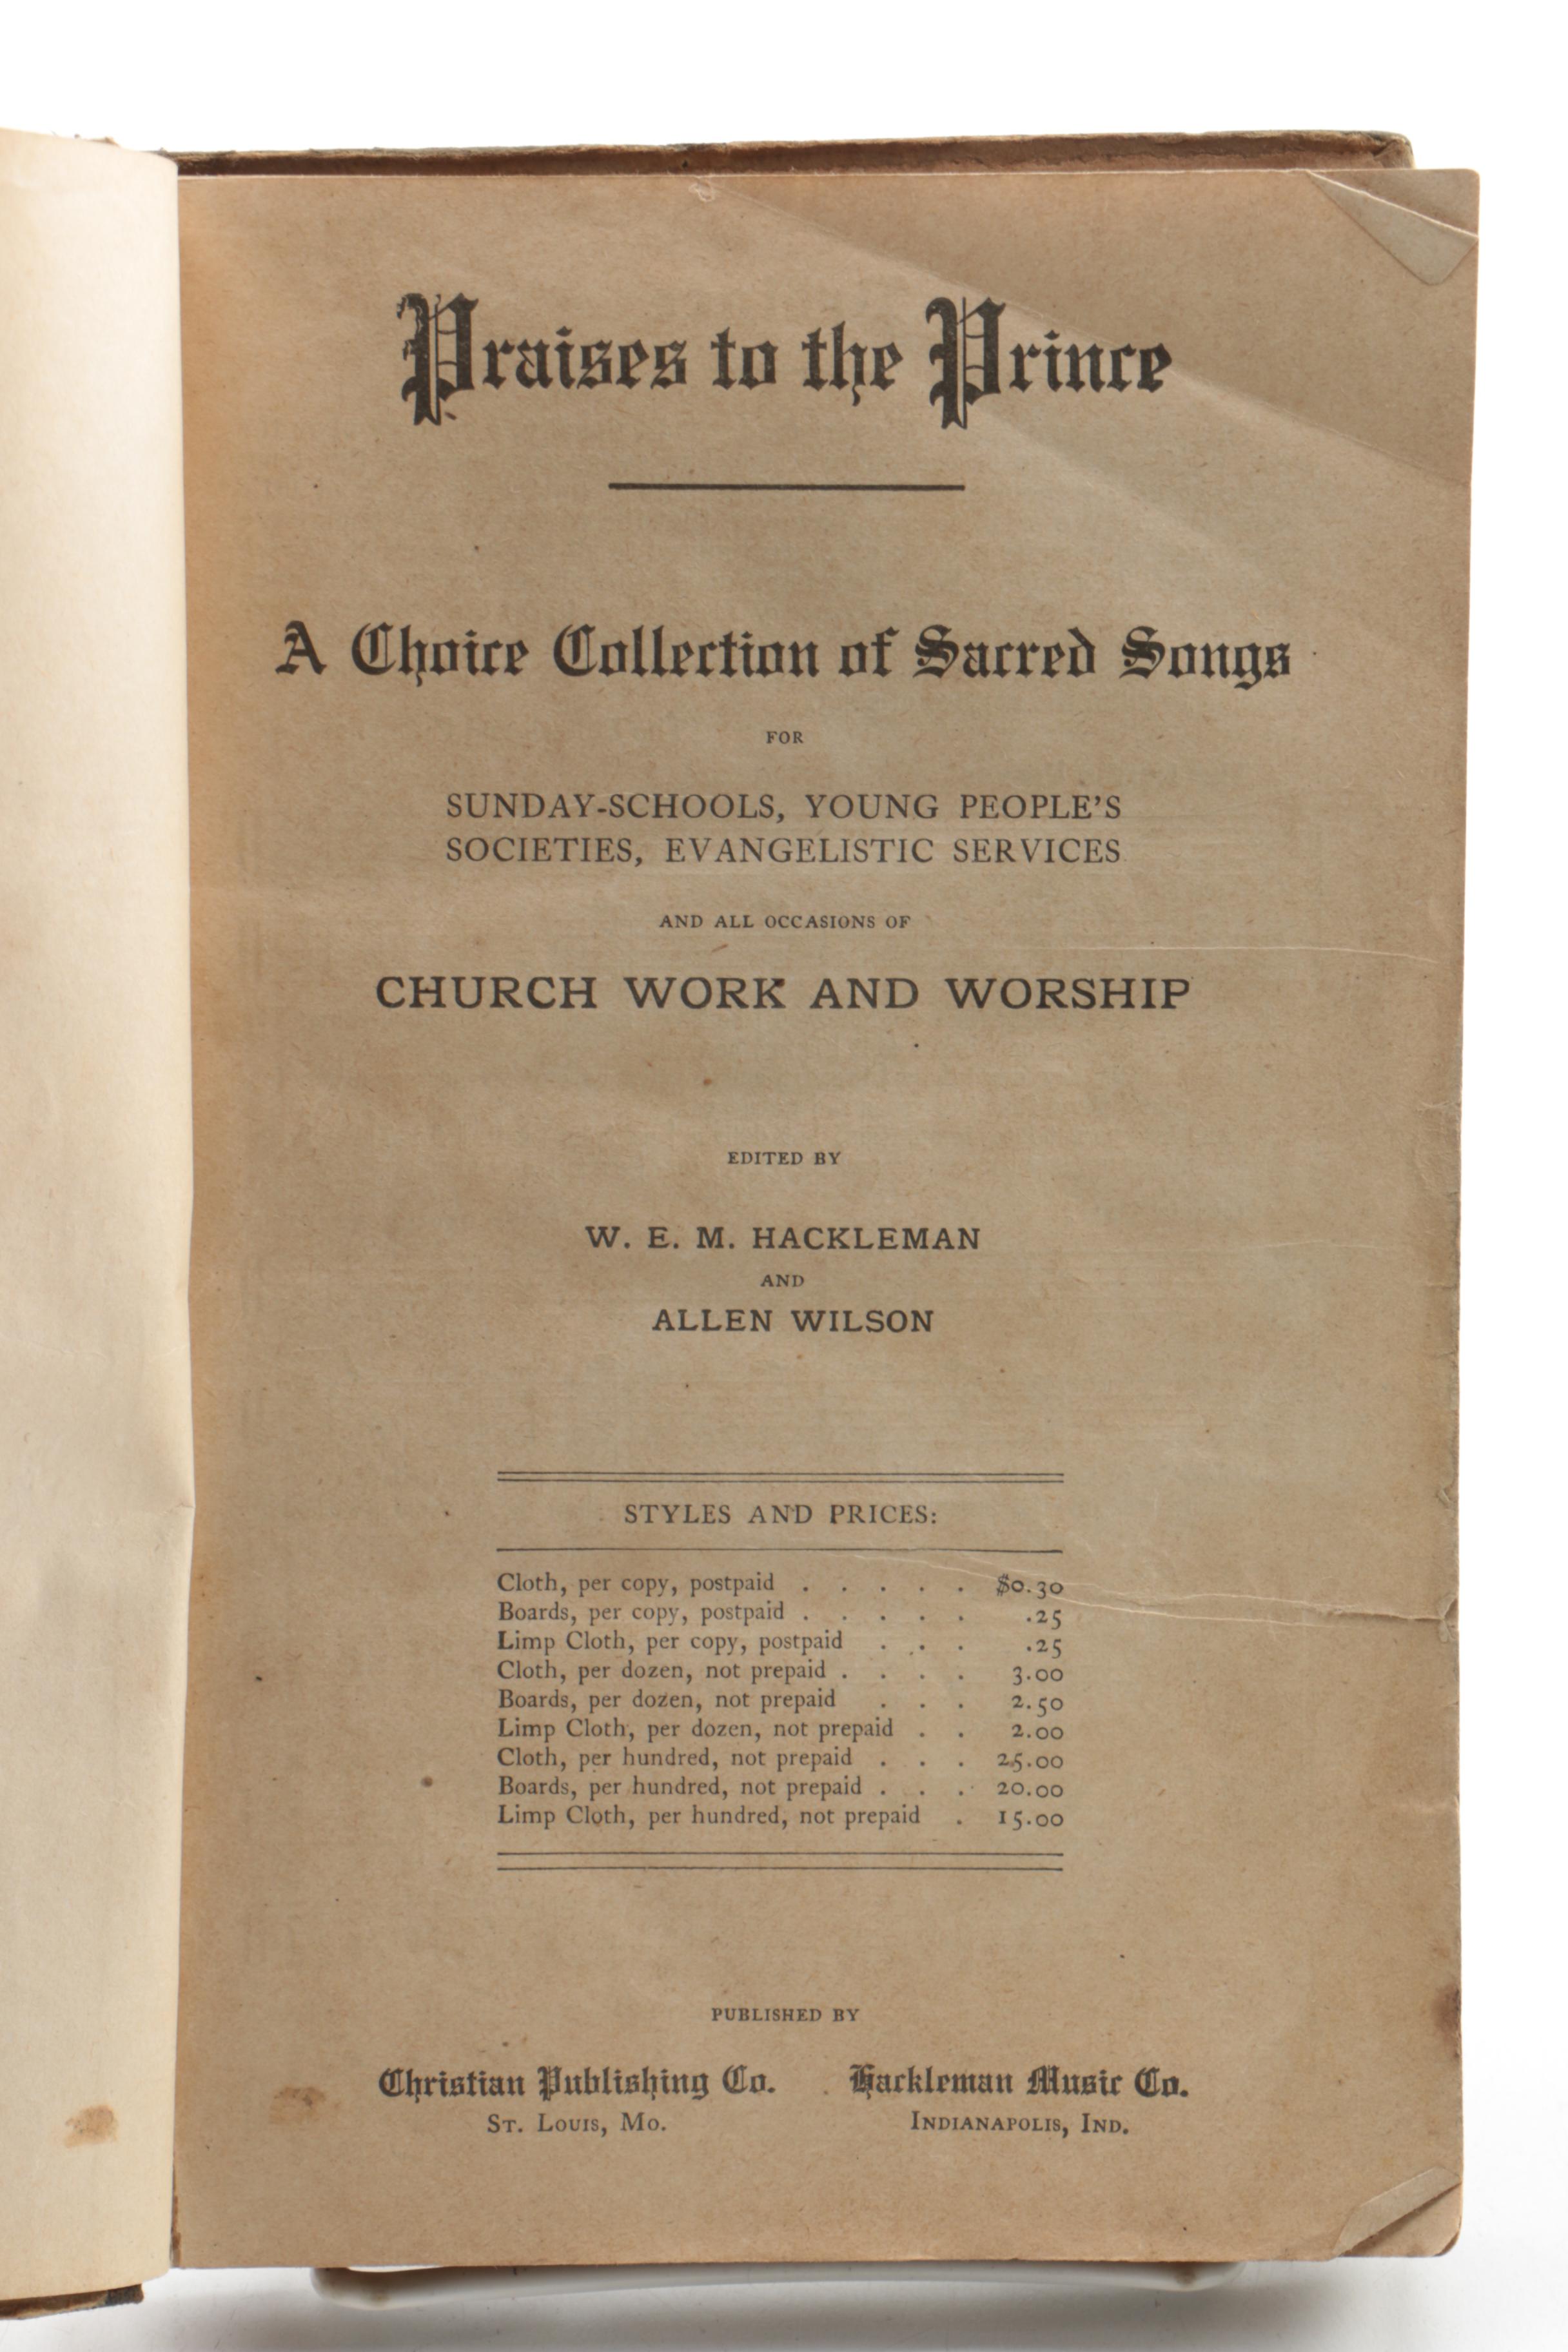 Praises to the Prince
A Choice Collection of Sacred Songs
FOR
SUNDAY-SCHOOLS, YOUNG PEOPLE'S
SOCIETIES, EVANGELISTIC SERVICES
AND ALL OCCASIONS OF
CHURCH WORK AND WORSHIP
EDITED BY
W. E. M. HACKLEMAN
AND
ALLEN WILSON
STYLES AND PRICES:
Cloth, per copy, postpaid . . . . . $0.30
Boards, per copy, postpaid . . . . . .25
Limp Cloth, per copy, postpaid . . . .25
Cloth, per dozen, not prepaid . . . . 3.00
Boards, per dozen, not prepaid . . . 2.50
Limp Cloth, per dozen, not prepaid . . 2.00
Cloth, per hundred, not prepaid . . . 25.00
Boards, per hundred, not prepaid . . . 20.00
Limp Cloth, per hundred, not prepaid . 15.00
PUBLISHED BY
Christian Publishing Co. Hackleman Music Co.
ST. LOUIS, MO. INDIANAPOLIS, IND.